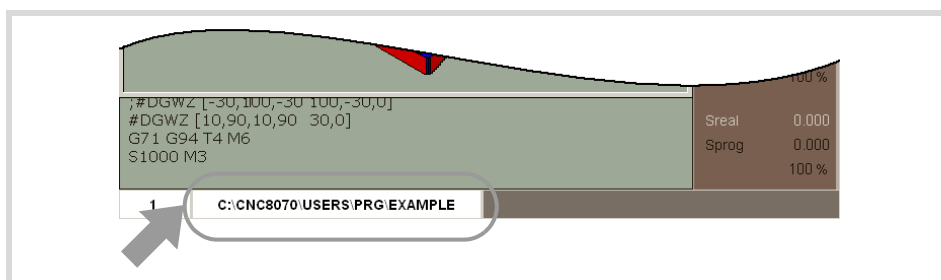 100 %
;#DGWZ [-30,100,-30 100,-30,0]
#DGWZ [10,90,10,90 30,0]
G71 G94 T4 M6
S1000 M3
Sreal 0.000
Sprog 0.000
100 %
1 C:\CNC8070\USERS\PRG\EXAMPLE